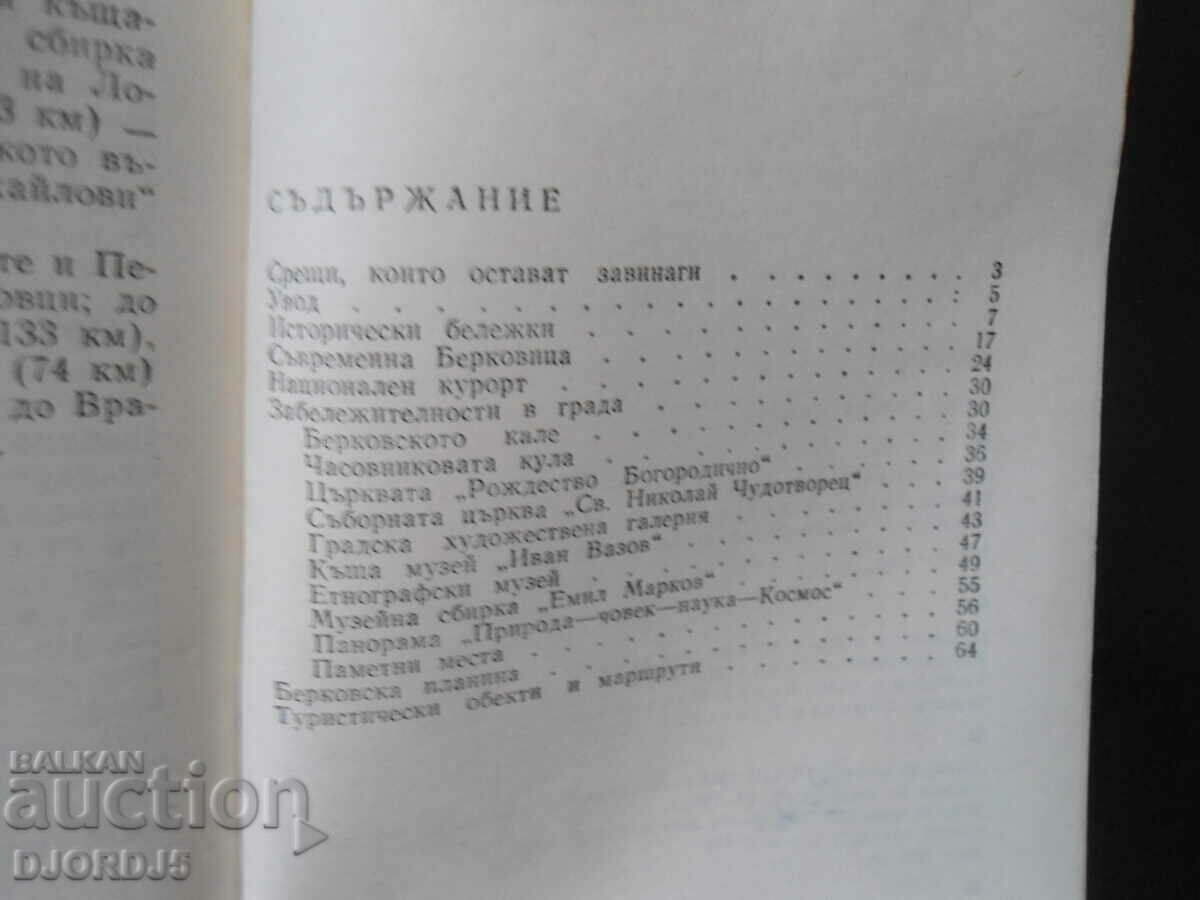 къща-
сбирка
на Ло-
3 км) —
кото въ-
хайлови“
те и Пе-
овци; до
133 км),
(74 км)
до Вра-
СЪДЪРЖАНИЕ
Срещи, които остават завинаги . . . . . . . . . 3
Увод . . . . . . . . . . . . . . . . . . . . 5
Исторически бележки . . . . . . . . . . . . . 7
Съвременна Берковица . . . . . . . . . . . . 17
Национален курорт . . . . . . . . . . . . . . 24
Забележителности в града . . . . . . . . . . . 30
Берковското кале . . . . . . . . . . . . . 30
Часовниковата кула . . . . . . . . . . . . 34
Църквата „Рождество Богородично“ . . . . . . 36
Съборната църква „Св. Николай Чудотворец“ . . . 39
Градска художествена галерия . . . . . . . . 41
Къща музей „Иван Вазов“ . . . . . . . . . . 43
Етнографски музей . . . . . . . . . . . . . 47
Музейна сбирка „Емил Марков“ . . . . . . . . 49
Панорама „Природа—човек—наука—Космос“ . . . 55
Паметни места . . . . . . . . . . . . . . 56
Берковска планина . . . . . . . . . . . . . . 60
Туристически обекти и маршрути . . . . . . . . 64
BALKAN
auction
DJORDJ5